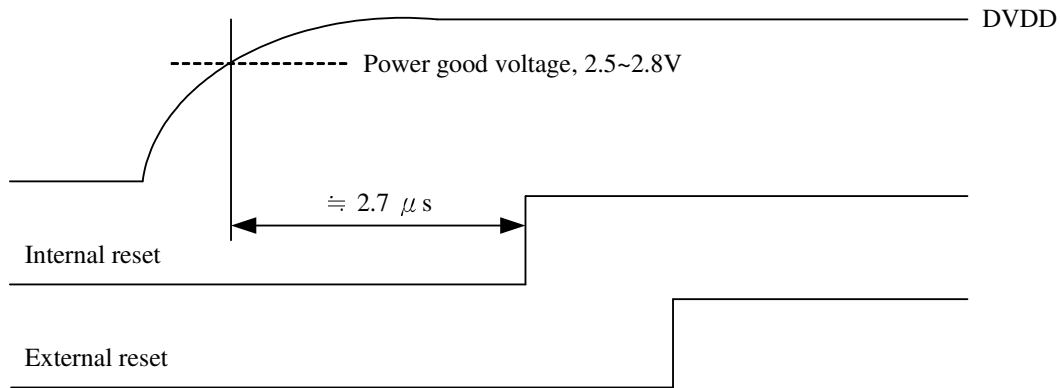 DVDD
Power good voltage, 2.5~2.8V
≒ 2.7 μs
Internal reset
External reset